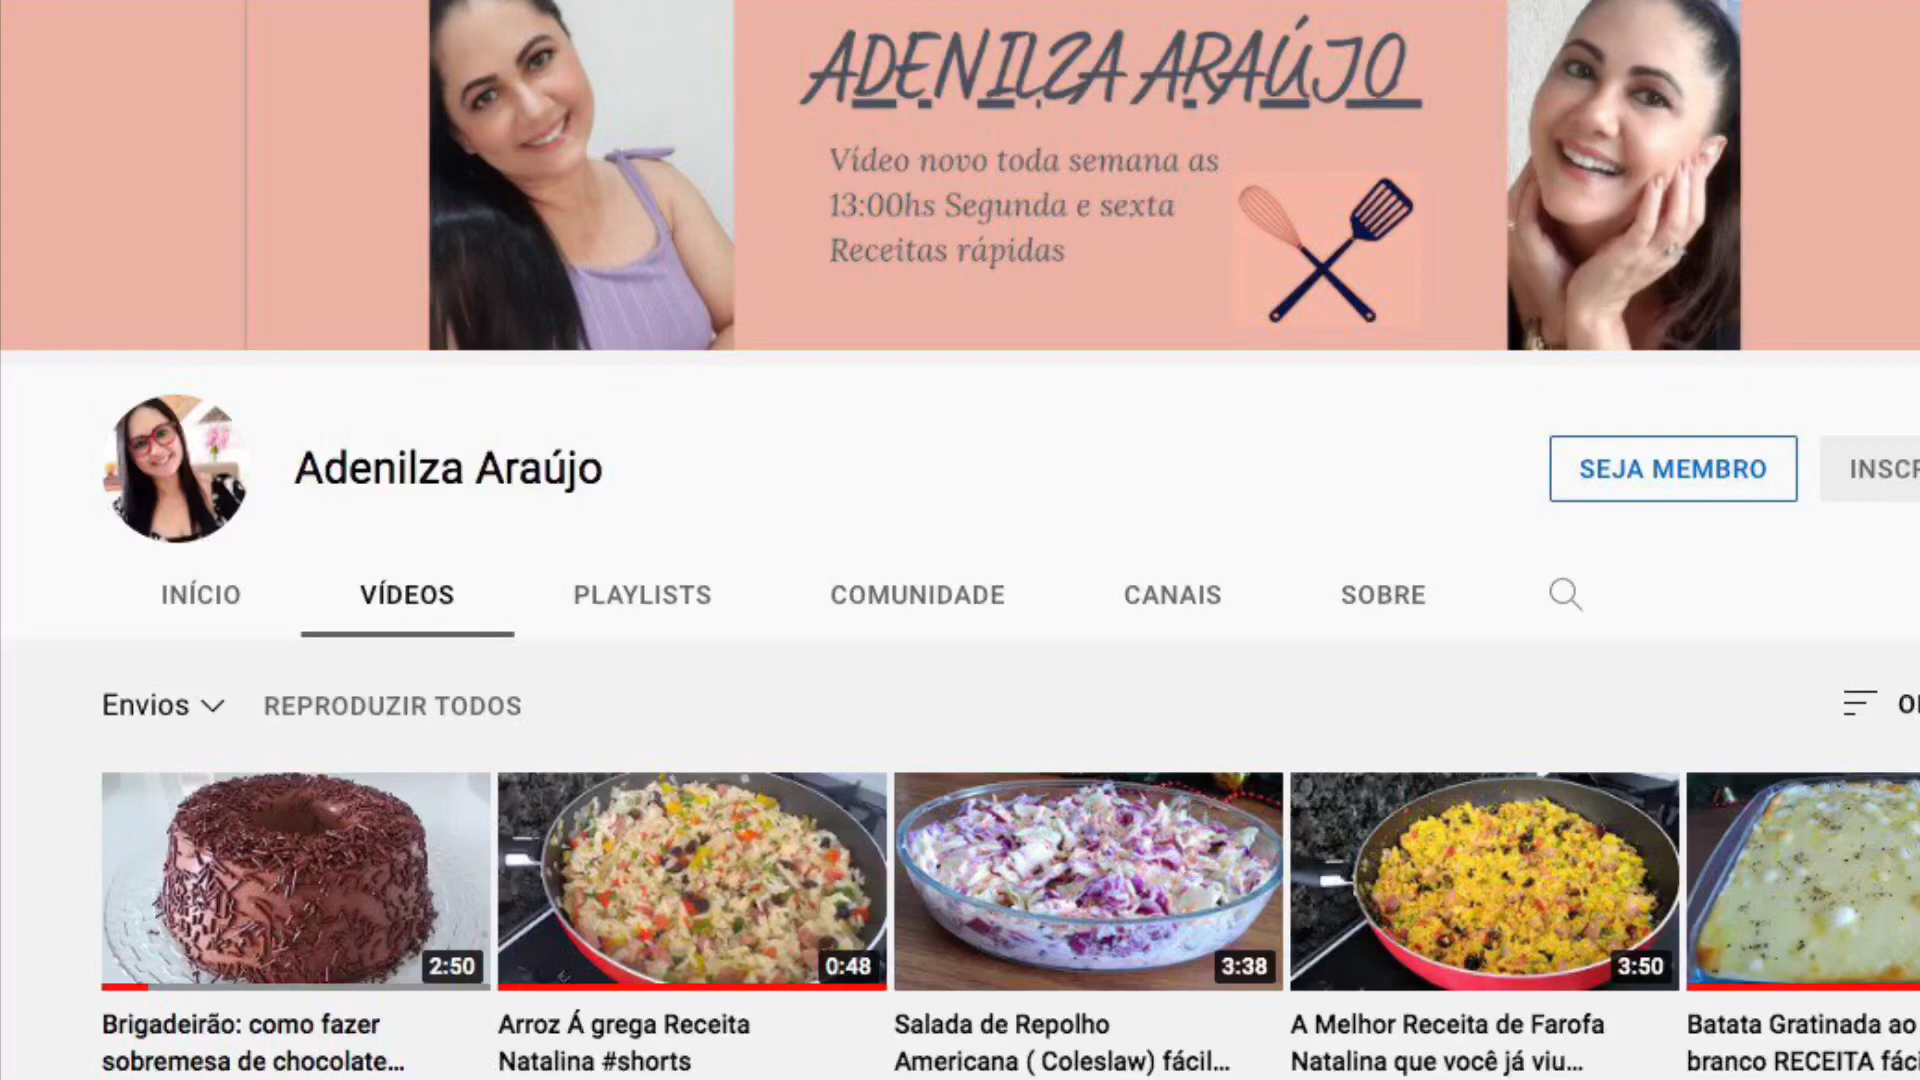 ADENILZA ARAÚJO
Vídeo novo toda semana as
13:00hs Segunda e sexta
Receitas rápidas
Adenilza Araújo
SEJA MEMBRO
INÍCIO
VÍDEOS
PLAYLISTS
COMUNIDADE
CANAIS
SOBRE
Envios
REPRODUZIR TODOS
2:50
0:48
3:38
3:50
Brigadeirão: como fazer
sobremesa de chocolate...
Arroz Á grega Receita
Natalina #shorts
Salada de Repolho
Americana ( Coleslaw) fácil...
A Melhor Receita de Farofa
Natalina que você já viu...
Batata Gratinada ao
branco RECEITA